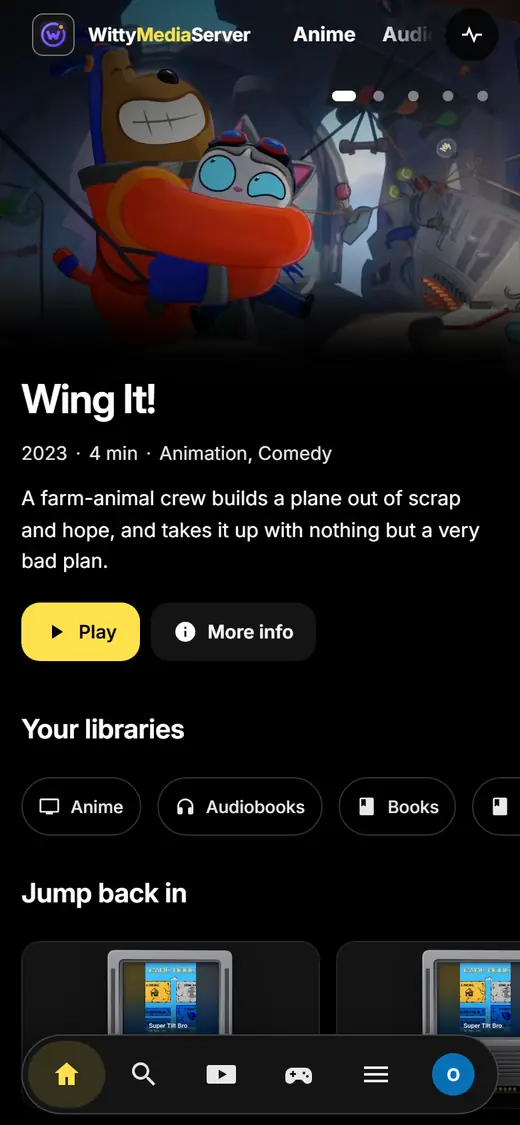 WittyMediaServer
Anime
Audi
Wing It!
2023 · 4 min · Animation, Comedy
A farm-animal crew builds a plane out of scrap
and hope, and takes it up with nothing but a very
bad plan.
Play
More info
Your libraries
Anime
Audiobooks
Books
Jump back in
Super Tilt Bro
Super Tilt Bro
O